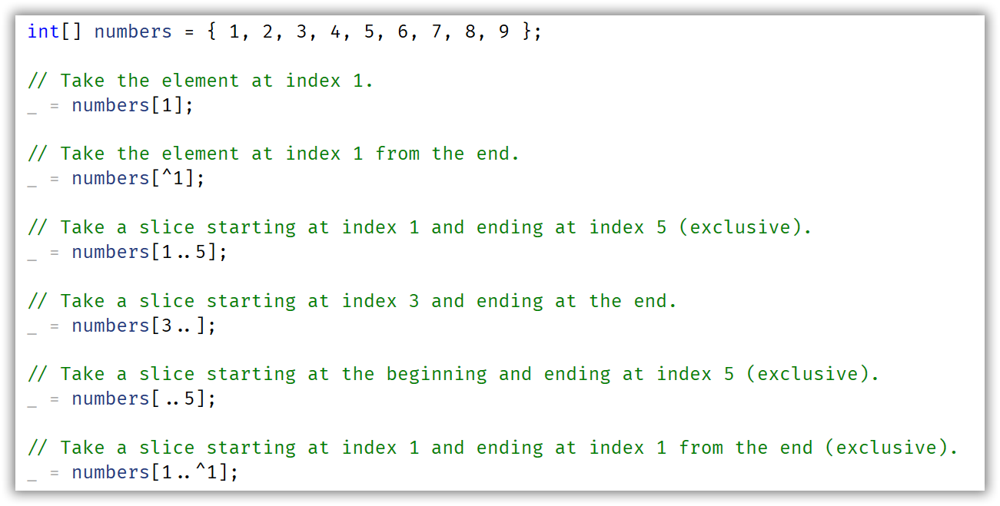 int[] numbers = { 1, 2, 3, 4, 5, 6, 7, 8, 9 };
// Take the element at index 1.
_ = numbers[1];
// Take the element at index 1 from the end.
_ = numbers[^1];
// Take a slice starting at index 1 and ending at index 5 (exclusive).
_ = numbers[1..5];
// Take a slice starting at index 3 and ending at the end.
_ = numbers[3..];
// Take a slice starting at the beginning and ending at index 5 (exclusive).
_ = numbers[..5];
// Take a slice starting at index 1 and ending at index 1 from the end (exclusive).
_ = numbers[1..^1];